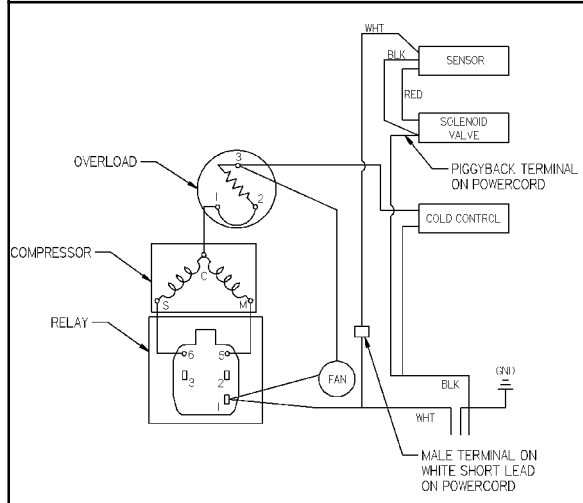 WHT
SENSOR
BLK
RED
SOLENOID
VALVE
OVERLOAD
3
PIGGYBACK TERMINAL
ON POWERCORD
1
2
COLD CONTROL
COMPRESSOR
C
S
M
RELAY
6
5
3
2
FAN
GND
BLK
1
WHT
MALE TERMINAL ON
WHITE SHORT LEAD
ON POWERCORD